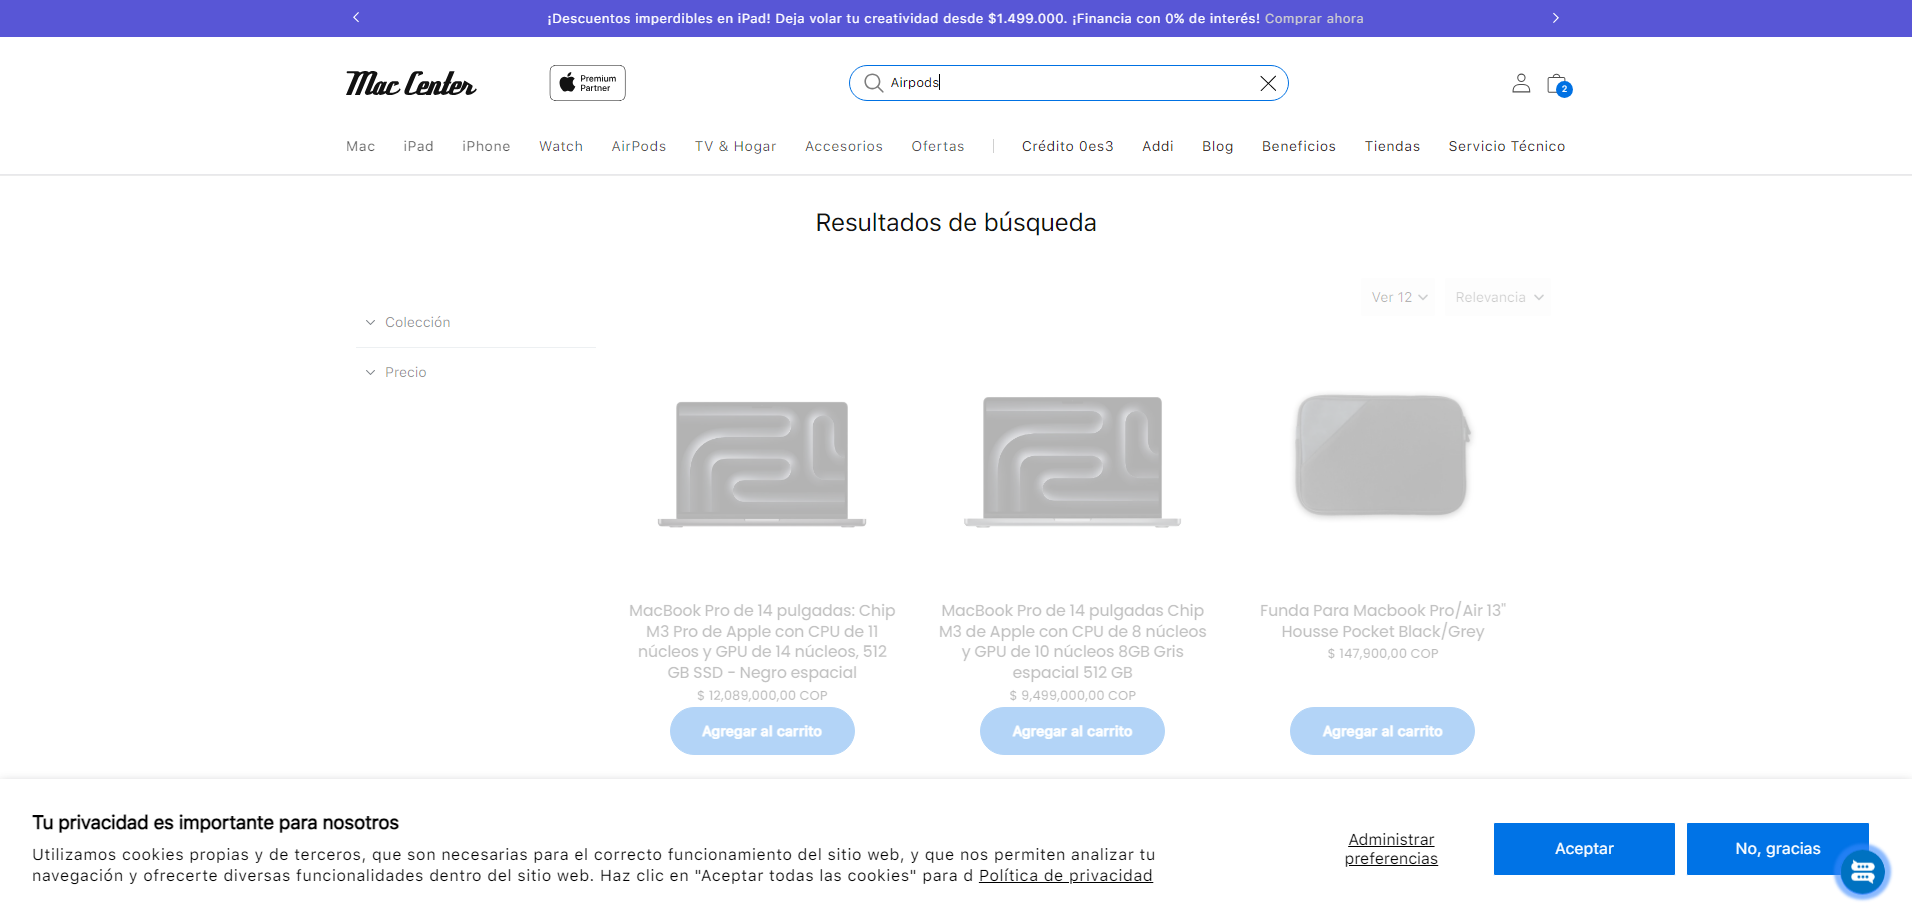 ¡Descuentos imperdibles en iPad! Deja volar tu creatividad desde $1.499.000. ¡Financia con 0% de interés! Comprar ahora
Mac Center
Premium
Partner
Airpods
2
Mac iPad iPhone Watch AirPods TV & Hogar Accesorios Ofertas Crédito 0es3 Addi Blog Beneficios Tiendas Servicio Técnico
Resultados de búsqueda
Ver 12 Relevancia
Colección
Precio
MacBook Pro de 14 pulgadas: Chip
M3 Pro de Apple con CPU de 11
núcleos y GPU de 14 núcleos, 512
GB SSD - Negro espacial
$ 12,089,000,00 COP
Agregar al carrito
MacBook Pro de 14 pulgadas Chip
M3 de Apple con CPU de 8 núcleos
y GPU de 10 núcleos 8GB Gris
espacial 512 GB
$ 9,499,000,00 COP
Agregar al carrito
Funda Para Macbook Pro/Air 13"
Housse Pocket Black/Grey
$ 147,900,00 COP
Agregar al carrito
Tu privacidad es importante para nosotros
Utilizamos cookies propias y de terceros, que son necesarias para el correcto funcionamiento del sitio web, y que nos permiten analizar tu
navegación y ofrecerte diversas funcionalidades dentro del sitio web. Haz clic en "Aceptar todas las cookies" para d Política de privacidad
Administrar
preferencias
Aceptar
No, gracias